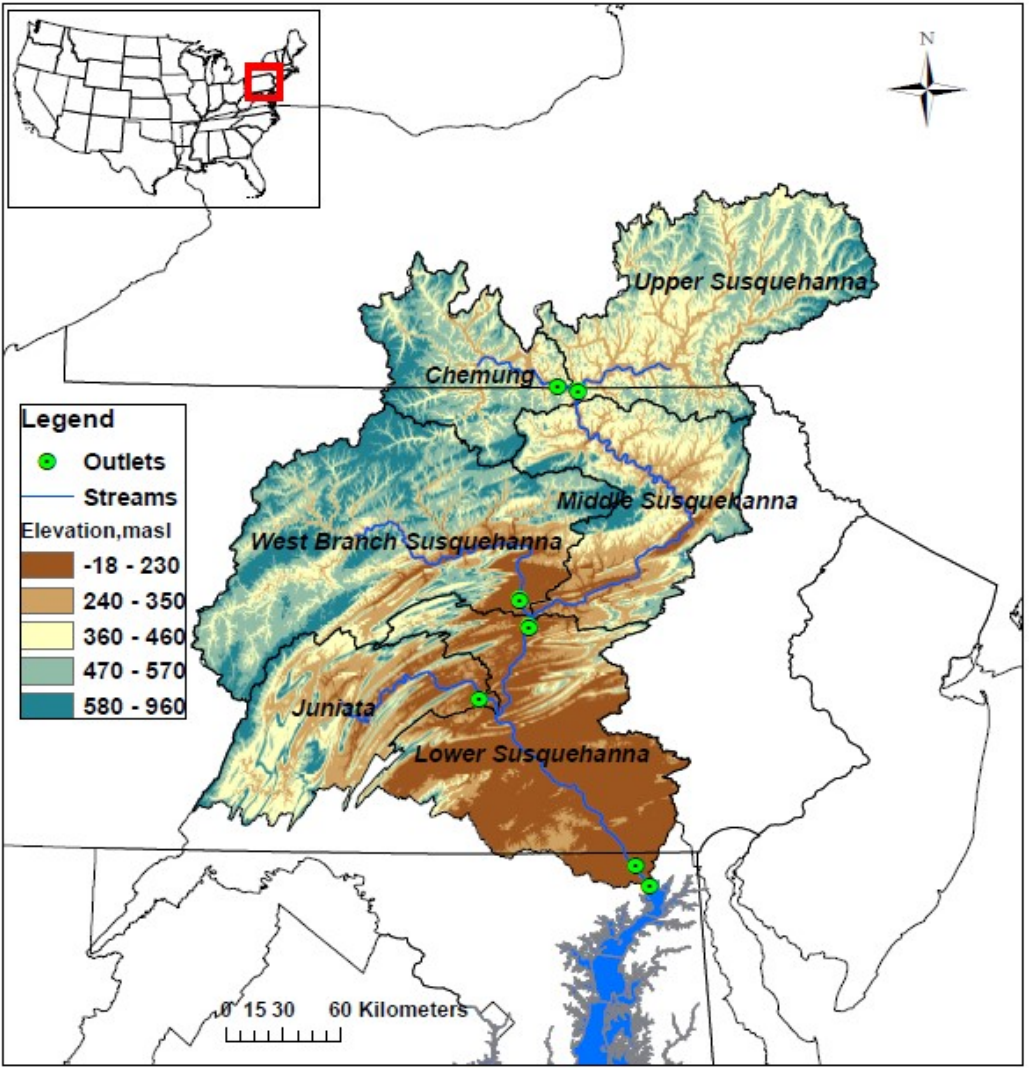 N
Upper Susquehanna
Chemung
Legend
Outlets
Streams
Elevation,masl
-18 - 230
240 - 350
360 - 460
470 - 570
580 - 960
Middle Susquehanna
West Branch Susquehanna
Juniata
Lower Susquehanna
0 15 30 60 Kilometers